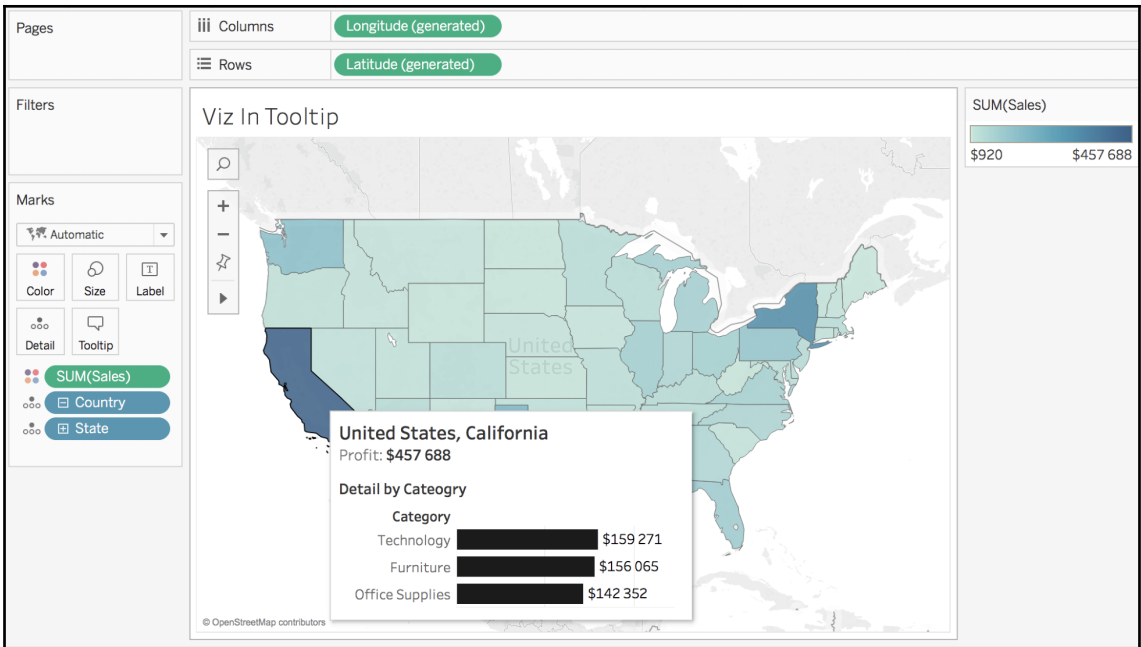 Pages
Columns
Longitude (generated)
Rows
Latitude (generated)
Filters
Marks
Automatic
Color
Size
T
Label
Detail
Tooltip
SUM(Sales)
Country
State
Viz In Tooltip
United
States
United States, California
Profit: $457 688
Detail by Cateogry
Category
Technology $159 271
Furniture $156 065
Office Supplies $142 352
© OpenStreetMap contributors
SUM(Sales)
$920 $457 688